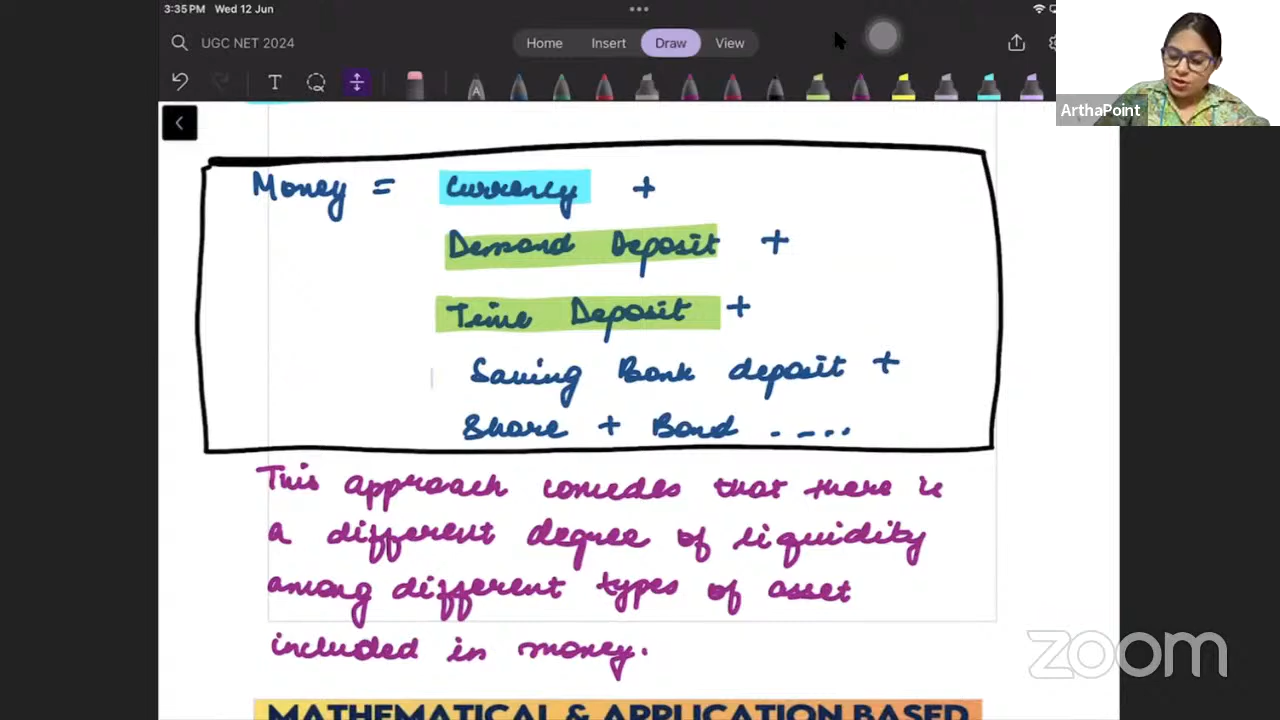 3:35 PM Wed 12 Jun
UGC NET 2024
Home Insert Draw View
T
A
ArthaPoint
Money = Currency +
Demand Deposit +
Time Deposit +
Saving Bank deposit +
Share + Bond ....
This approach concedes that there is
a different degree of liquidity
among different types of asset
included in money.
zoom
MATHEMATICAL & APPLICATION BASED